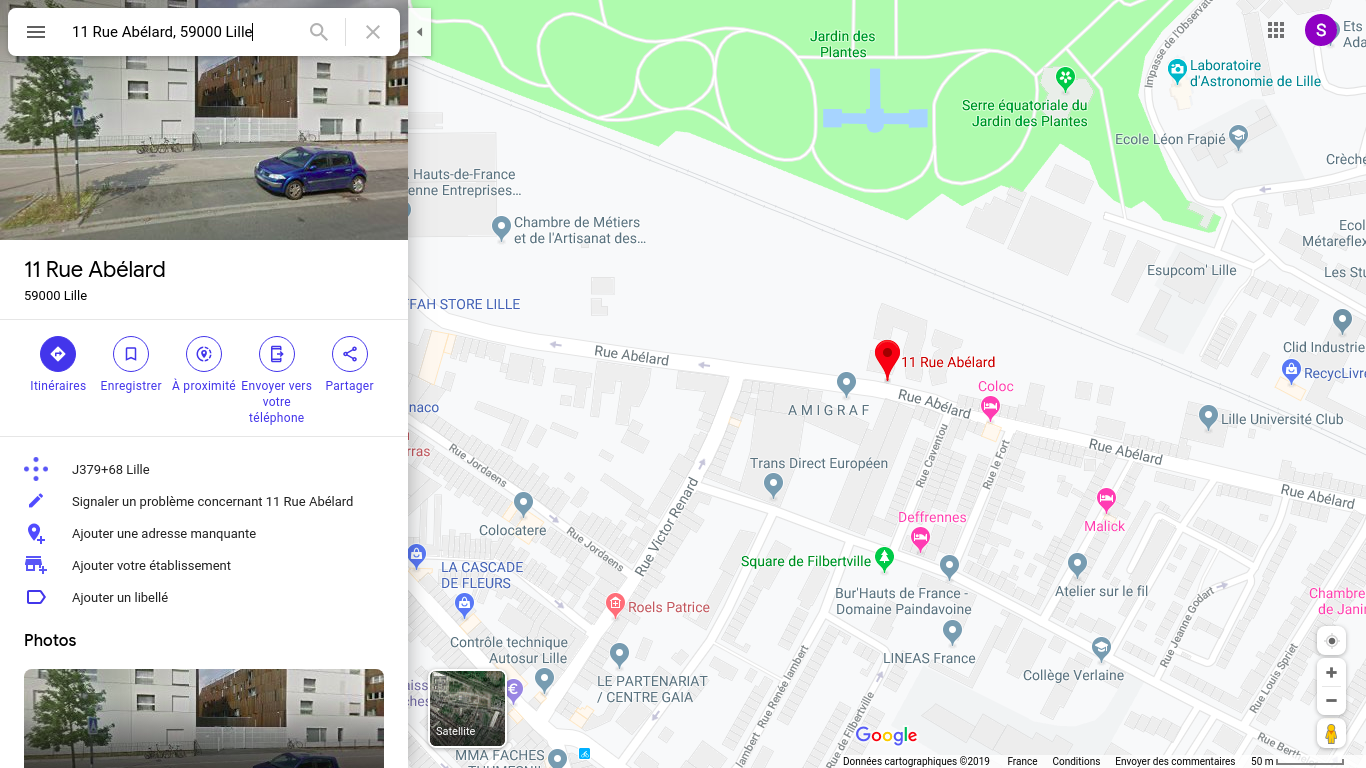 11 Rue Abélard, 59000 Lille
11 Rue Abélard
59000 Lille
Itinéraires
Enregistrer
À proximité
Envoyer vers
votre
téléphone
Partager
J379+68 Lille
Signaler un problème concernant 11 Rue Abélard
Ajouter une adresse manquante
Ajouter votre établissement
Ajouter un libellé
Photos
S
Jardin des
Plantes
Serre équatoriale du
Jardin des Plantes
Impasse de l'Observat
Ets
Ada
Laboratoire
d'Astronomie de Lille
Ecole Léon Frapié
Crèche
Hauts-de-France
enne Entreprises...
Chambre de Métiers
et de l'Artisanat des...
Ecol
Métareflex
Esupcom' Lille
Les Stu
FAH STORE LILLE
Rue Abélard
11 Rue Abélard
Clid Industrie
RecycLivre
Coloc
Rue Abélard
A M I G R A F
naco
rras
Lille Université Club
Rue Abélard
Rue Abélard
Rue Jordaens
Rue Caventou
Rue le Fort
Trans Direct Européen
Colocatere
Rue Jordaens
Rue Victor Renard
Deffrennes
Malick
Square de Filbertville
LA CASCADE
DE FLEURS
Bur'Hauts de France -
Domaine Paindavoine
Atelier sur le fil
Chambre
de Janin
Roels Patrice
Rue Jeanne Godart
Contrôle technique
Autosur Lille
LINEAS France
Collège Verlaine
LE PARTENARIAT
/ CENTRE GAIA
Rue Renée lambert
Rue Louis Spriet
Satellite
Rue de Filbertville
lambert
Google
Rue Berth
MMA FACHES
THUMESNIL
Données cartographiques ©2019
France
Conditions
Envoyer des commentaires
50 m